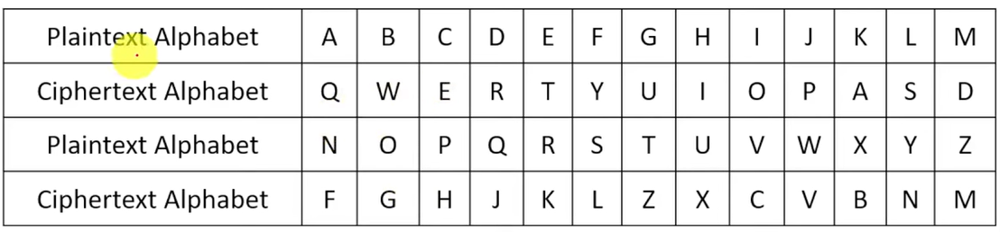 Plaintext Alphabet A B C D E F G H I J K L M
Ciphertext Alphabet Q W E R T Y U I O P A S D
Plaintext Alphabet N O P Q R S T U V W X Y Z
Ciphertext Alphabet F G H J K L Z X C V B N M